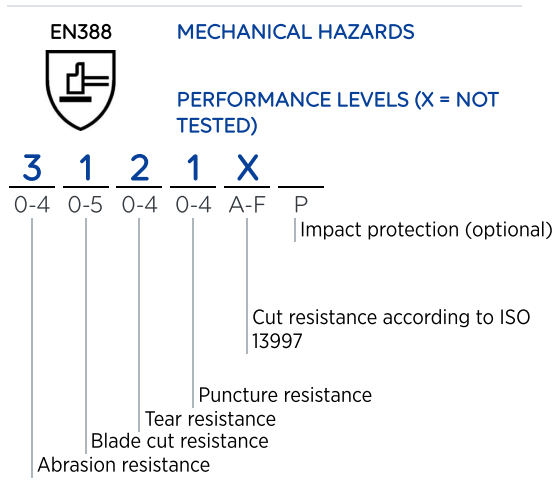 EN388
MECHANICAL HAZARDS
PERFORMANCE LEVELS (X = NOT
TESTED)
3 1 2 1 X
0-4 0-5 0-4 0-4 A-F P
Impact protection (optional)
Cut resistance according to ISO
13997
Puncture resistance
Tear resistance
Blade cut resistance
Abrasion resistance